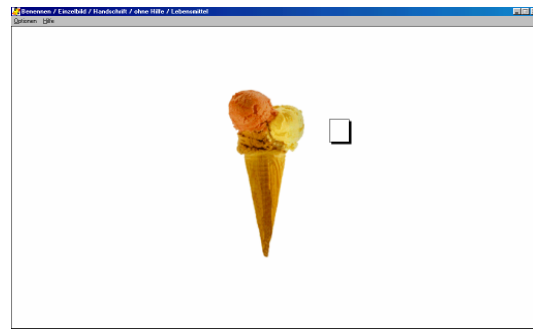 Benennen / Einzelbild / Handschrift / ohne Hilfe / Lebensmittel
Optionen Hilfe